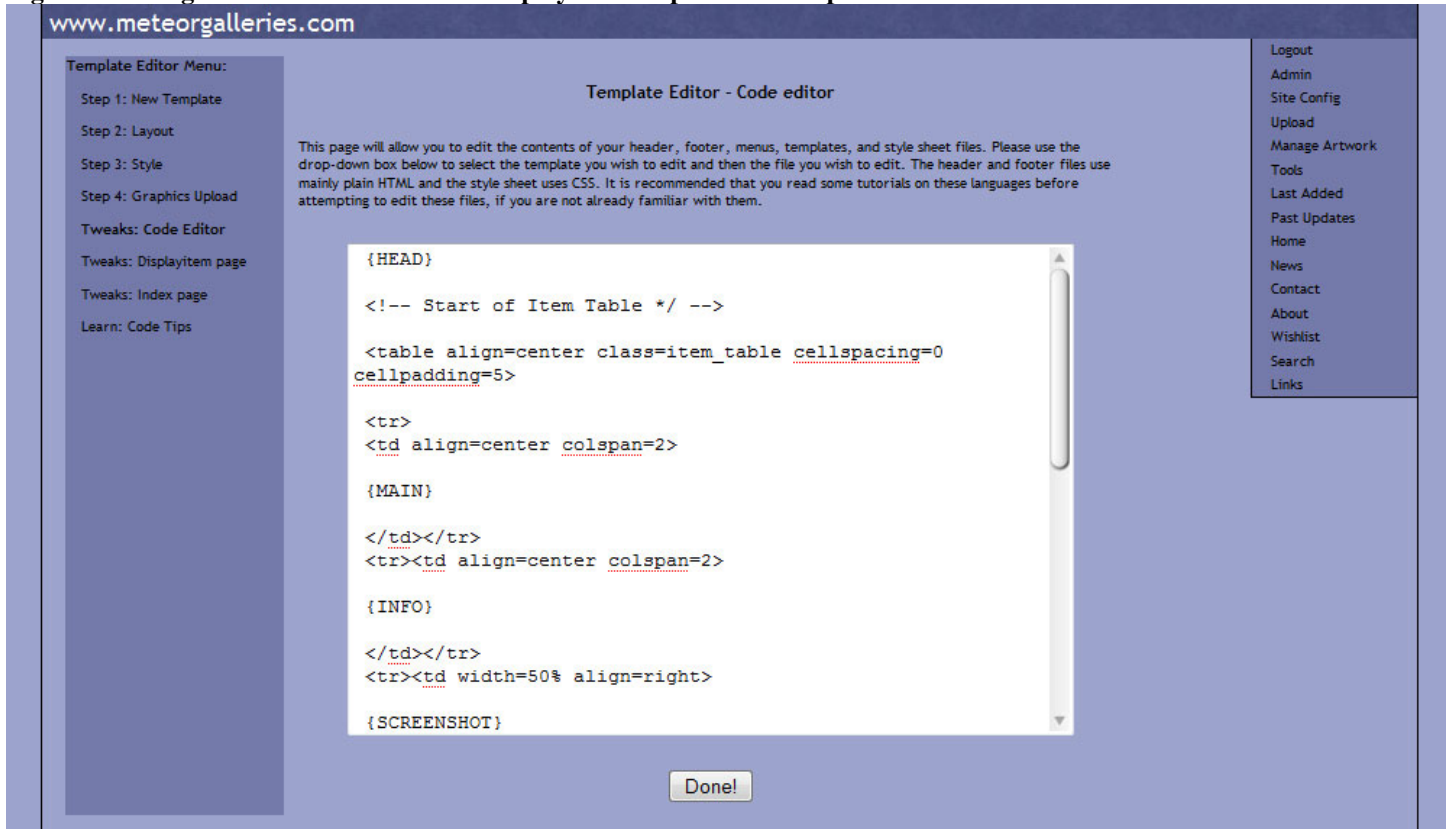 www.meteorgalleries.com
Template Editor Menu:
Step 1: New Template
Step 2: Layout
Step 3: Style
Step 4: Graphics Upload
Tweaks: Code Editor
Tweaks: Displayitem page
Tweaks: Index page
Learn: Code Tips
Template Editor - Code editor
This page will allow you to edit the contents of your header, footer, menus, templates, and style sheet files. Please use the
drop-down box below to select the template you wish to edit and then the file you wish to edit. The header and footer files use
mainly plain HTML and the style sheet uses CSS. It is recommended that you read some tutorials on these languages before
attempting to edit these files, if you are not already familiar with them.
{HEAD}
<!-- Start of Item Table */ -->
<table align=center class=item_table cellspacing=0
cellpadding=5>
<tr>
<td align=center colspan=2>
{MAIN}
</td></tr>
<tr><td align=center colspan=2>
{INFO}
</td></tr>
<tr><td width=50% align=right>
{SCREENSHOT}
Done!
Logout
Admin
Site Config
Upload
Manage Artwork
Tools
Last Added
Past Updates
Home
News
Contact
About
Wishlist
Search
Links